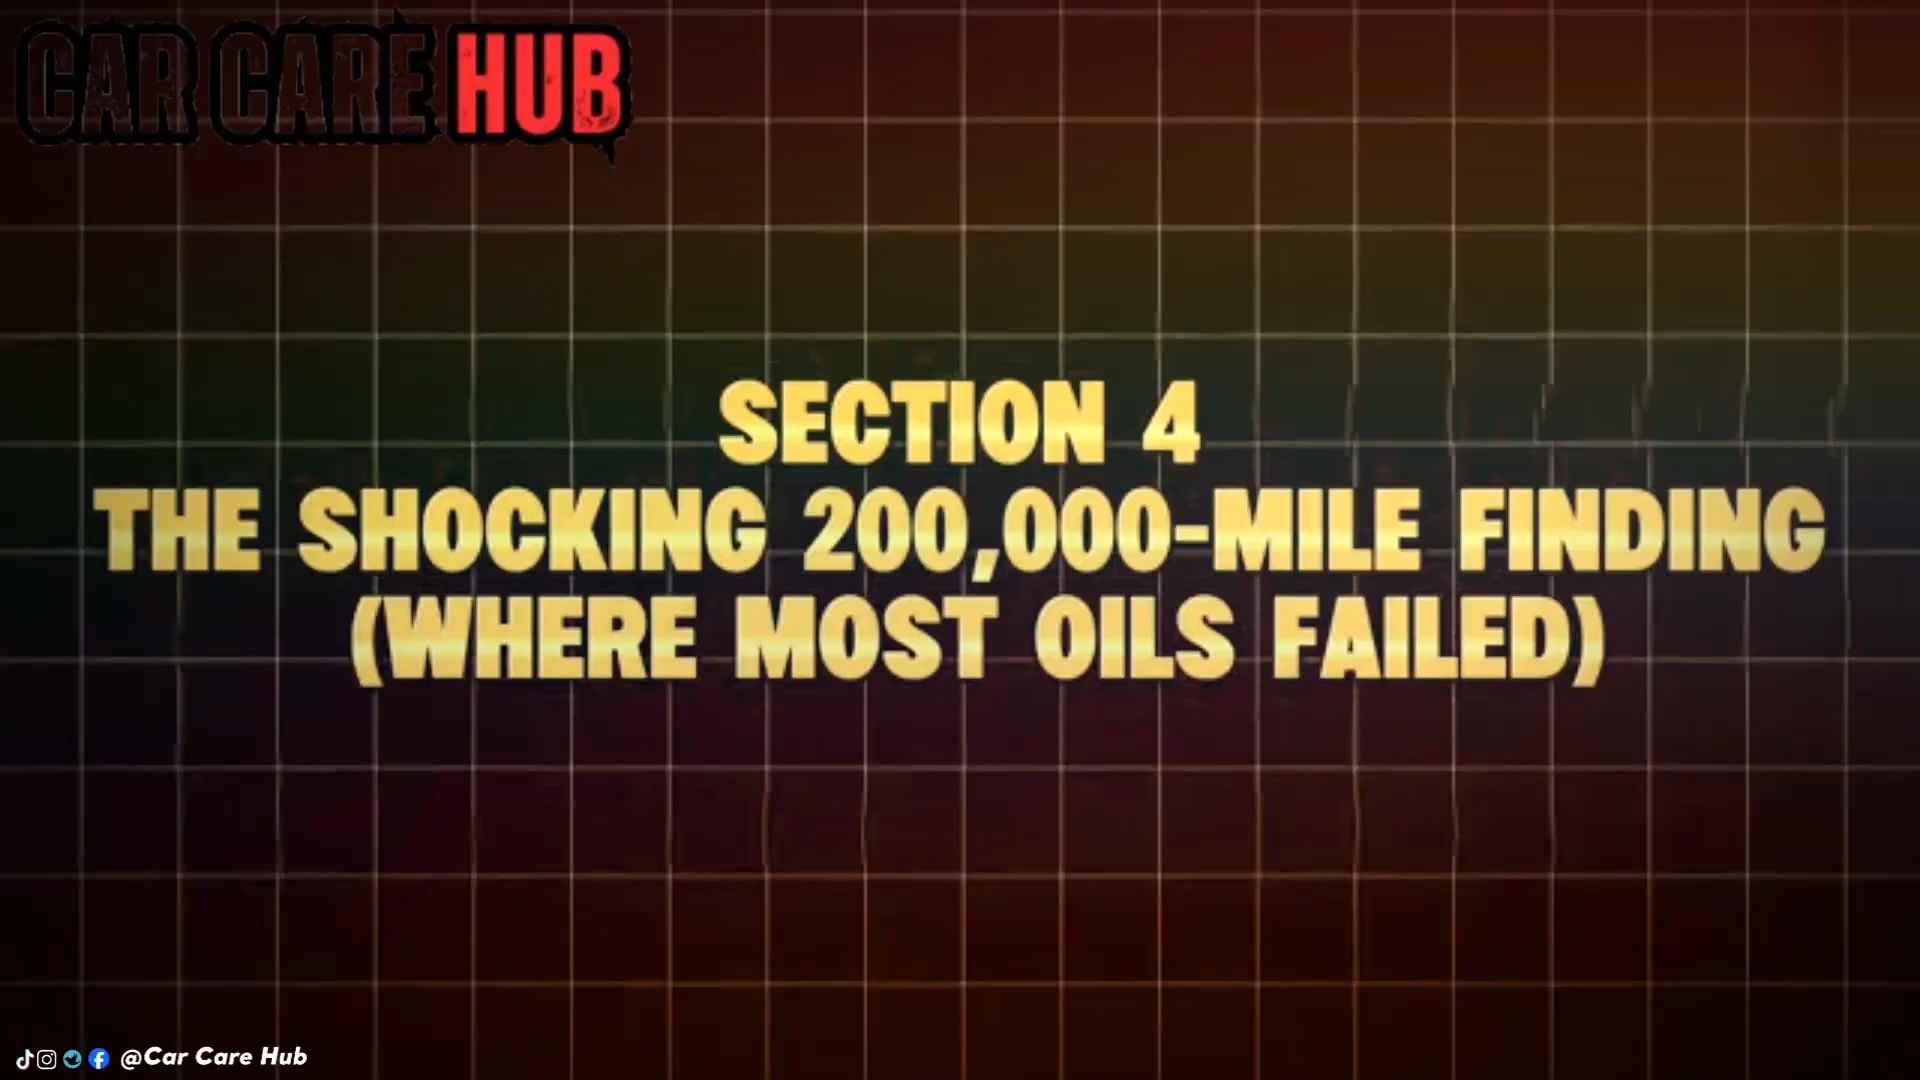 CAR CARE HUB
SECTION 4
THE SHOCKING 200,000-MILE FINDING
(WHERE MOST OILS FAILED)
@Car Care Hub